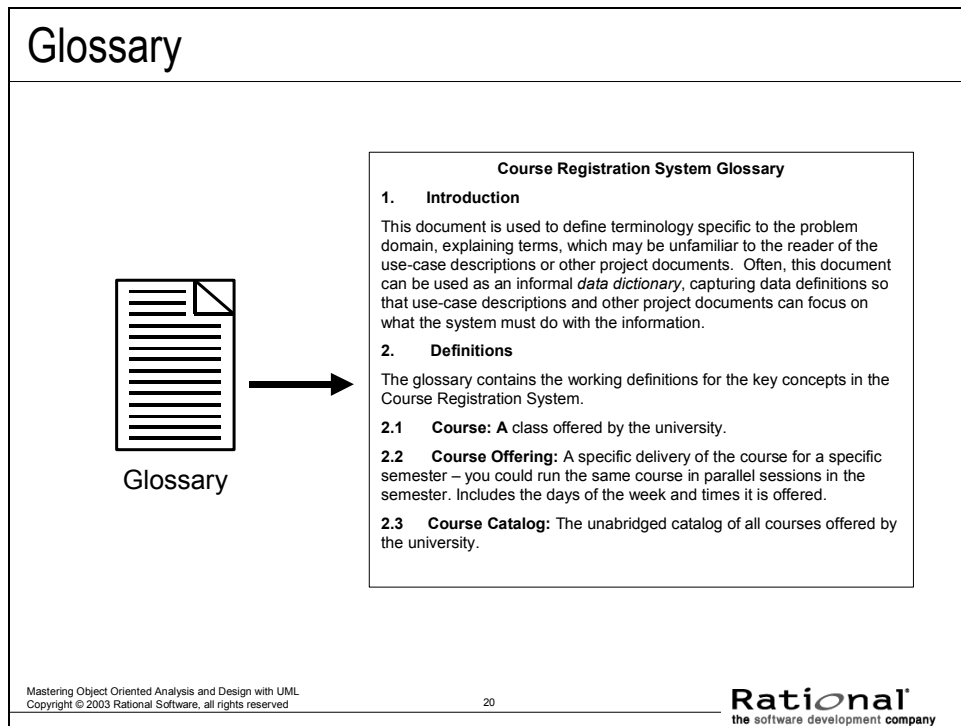 Glossary
Course Registration System Glossary
1. Introduction
This document is used to define terminology specific to the problem
domain, explaining terms, which may be unfamiliar to the reader of the
use-case descriptions or other project documents. Often, this document
can be used as an informal data dictionary, capturing data definitions so
that use-case descriptions and other project documents can focus on
what the system must do with the information.
2. Definitions
The glossary contains the working definitions for the key concepts in the
Course Registration System.
2.1 Course: A class offered by the university.
2.2 Course Offering: A specific delivery of the course for a specific
semester – you could run the same course in parallel sessions in the
semester. Includes the days of the week and times it is offered.
2.3 Course Catalog: The unabridged catalog of all courses offered by
the university.
Glossary
Mastering Object Oriented Analysis and Design with UML
Copyright © 2003 Rational Software, all rights reserved
20
Rational
the software development company